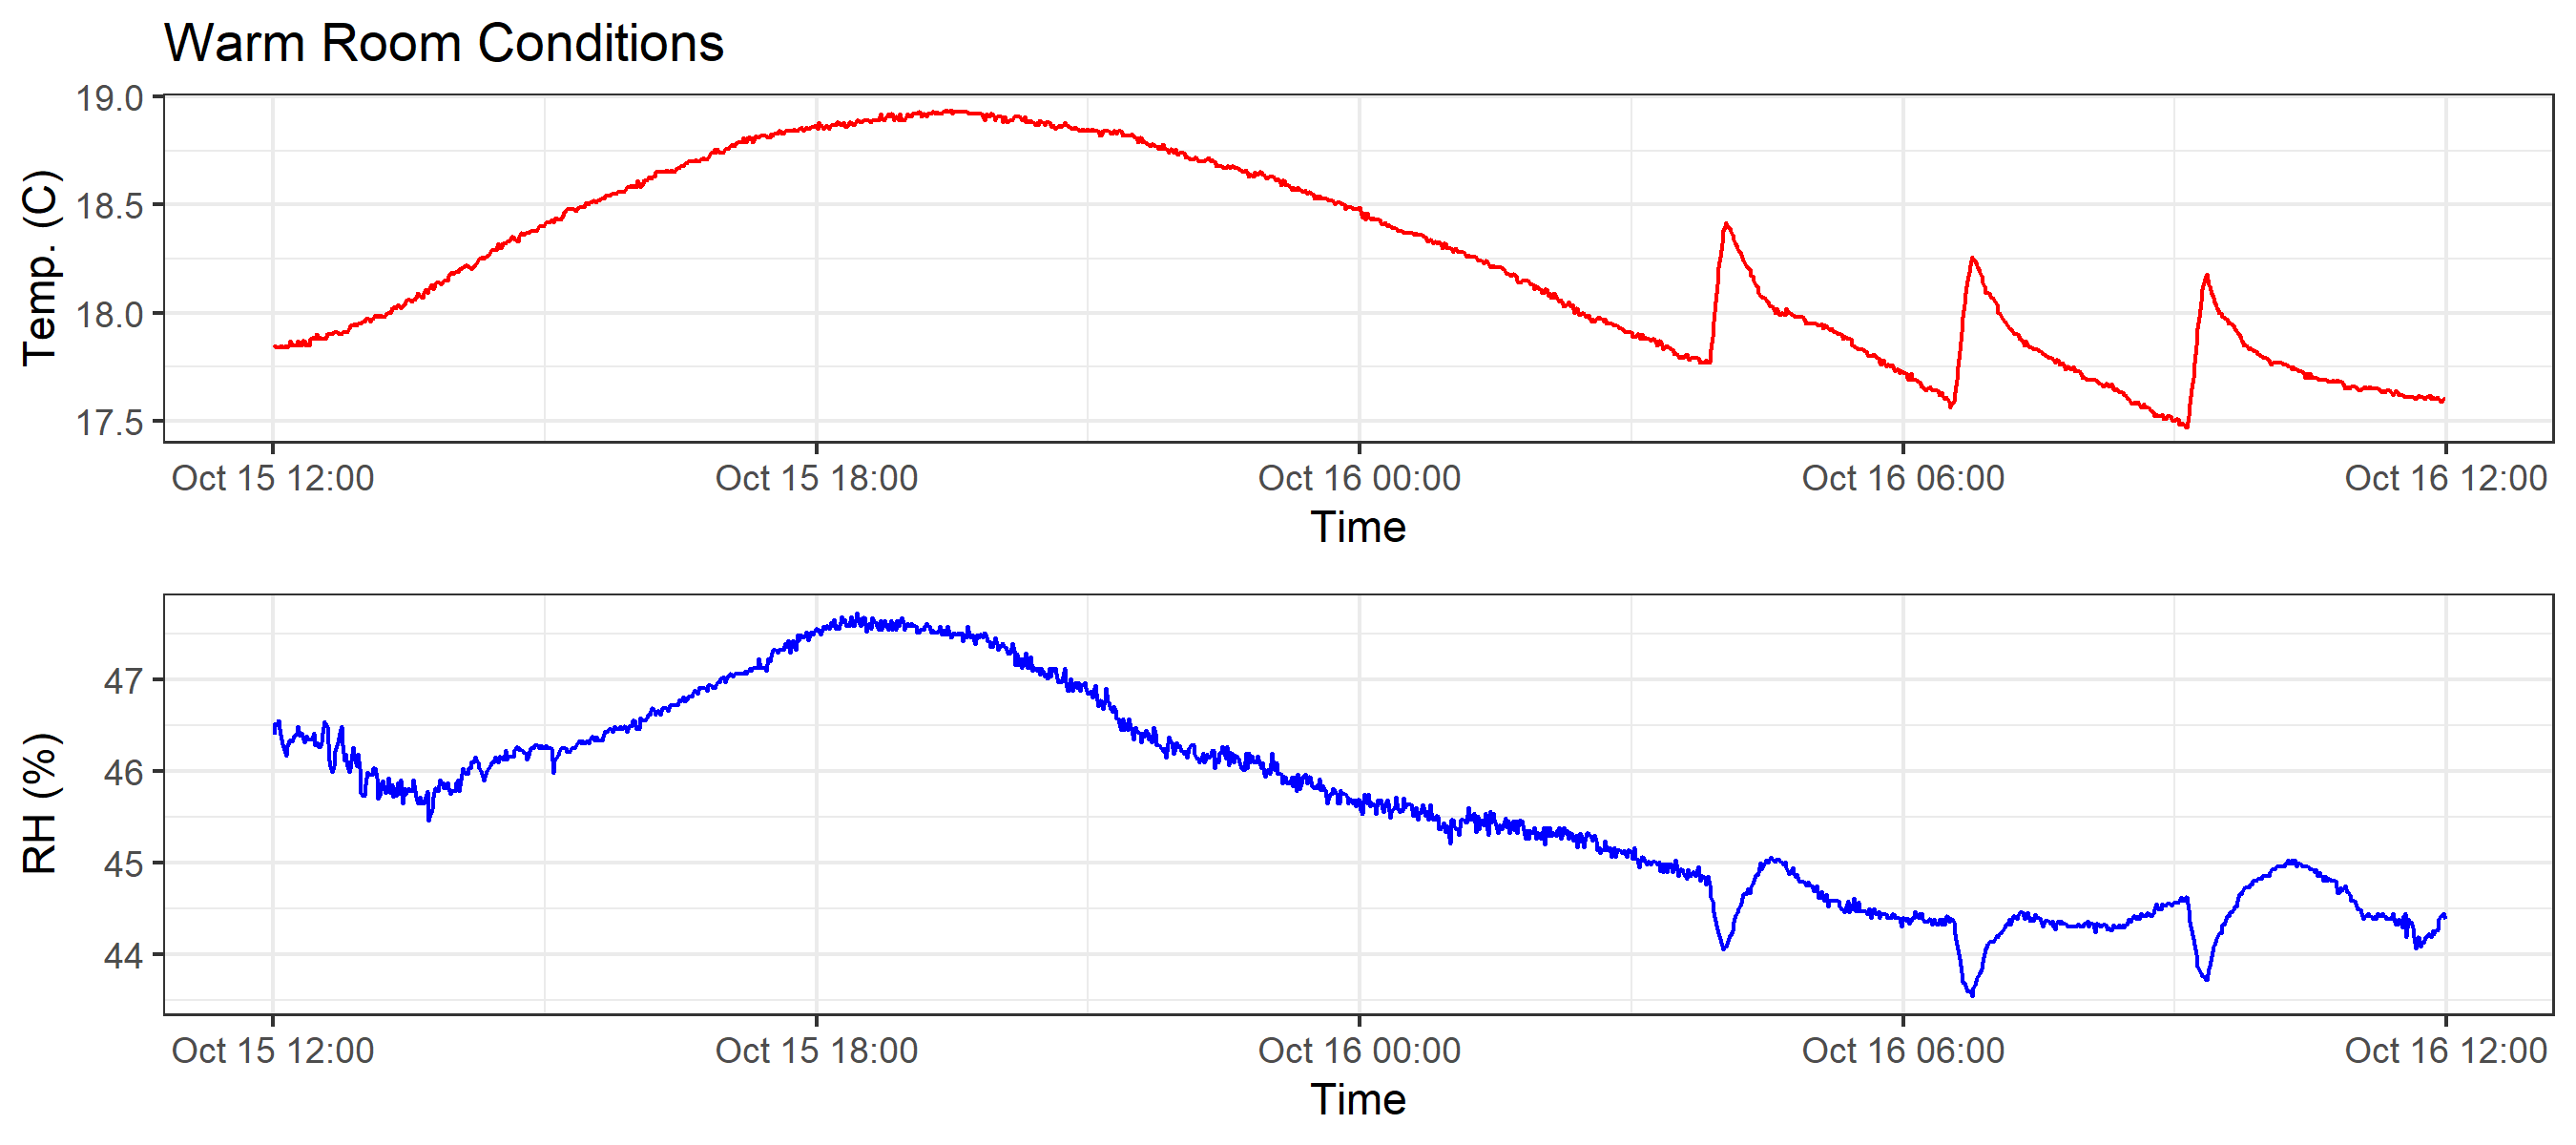 Warm Room Conditions
Temp. (C)
19.0
18.5
18.0
17.5
Oct 15 12:00 Oct 15 18:00 Oct 16 00:00 Oct 16 06:00 Oct 16 12:00
Time
RH (%)
47
46
45
44
Oct 15 12:00 Oct 15 18:00 Oct 16 00:00 Oct 16 06:00 Oct 16 12:00
Time